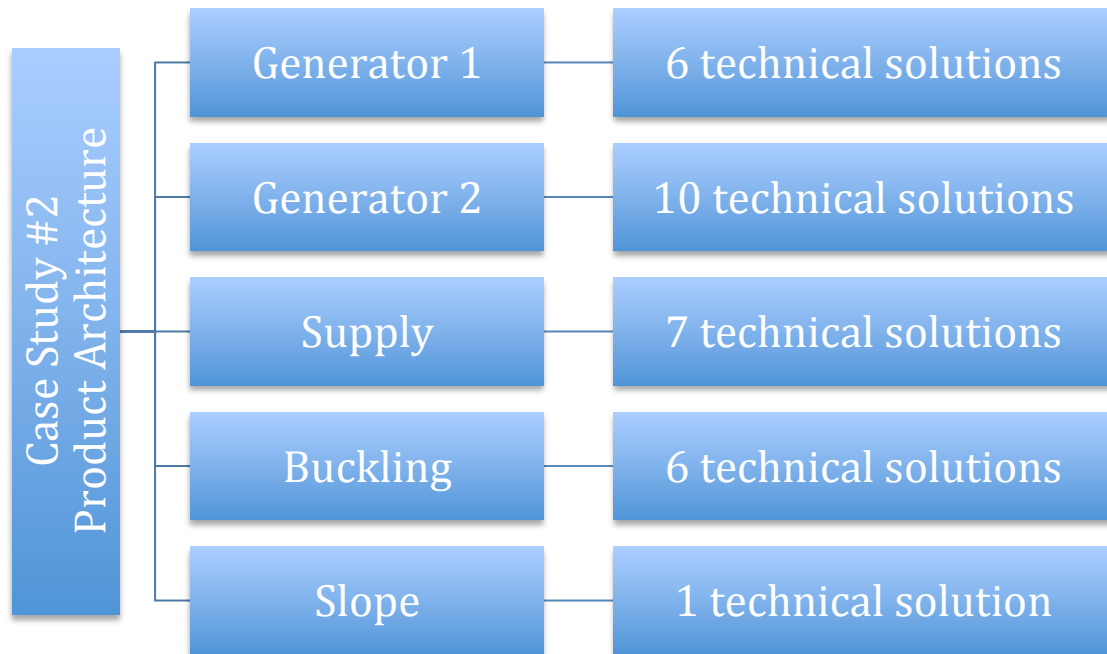 Case Study #2
Product Architecture
Generator 1
6 technical solutions
Generator 2
10 technical solutions
Supply
7 technical solutions
Buckling
6 technical solutions
Slope
1 technical solution